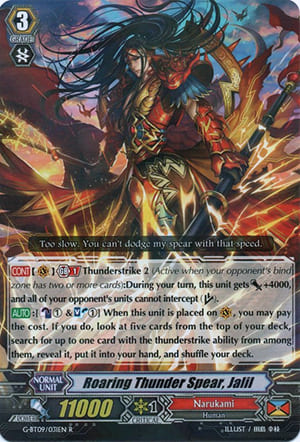 3
GRADE
Too slow. You can't dodge my spear with that speed.
CONT [ ] Thunderstrike 2 (Active when your opponent's bind
zone has two or more cards):During your turn, this unit gets +4000,
and all of your opponent's units cannot intercept ( ).
AUTO :[ 1 & 1] When this unit is placed on , you may pay
the cost. If you do, look at five cards from the top of your deck,
search for up to one card with the thunderstrike ability from among
them, reveal it, put it into your hand, and shuffle your deck.
NORMAL
UNIT
Roaring Thunder Spear, Jalil
POWER
11000
1
CRITICAL
Narukami
Human
G-BT09/031EN R
ILLUST /